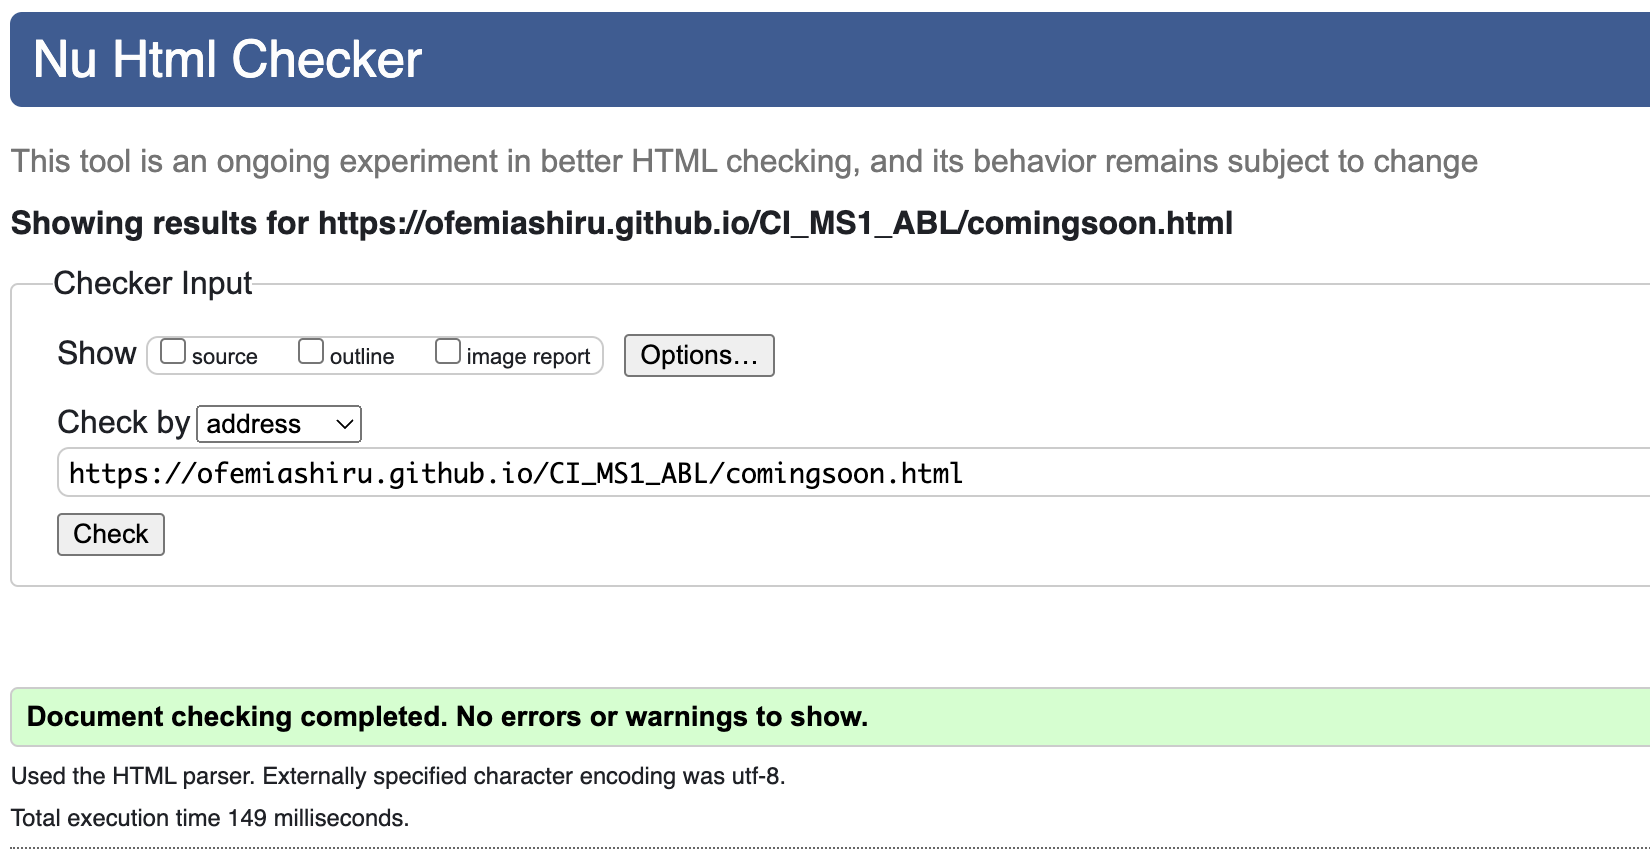 Nu Html Checker
This tool is an ongoing experiment in better HTML checking, and its behavior remains subject to change
Showing results for https://ofemiashiru.github.io/CI_MS1_ABL/comingsoon.html
Checker Input
Show source outline image report Options...
Check by address
https://ofemiashiru.github.io/CI_MS1_ABL/comingsoon.html
Check
Document checking completed. No errors or warnings to show.
Used the HTML parser. Externally specified character encoding was utf-8.
Total execution time 149 milliseconds.